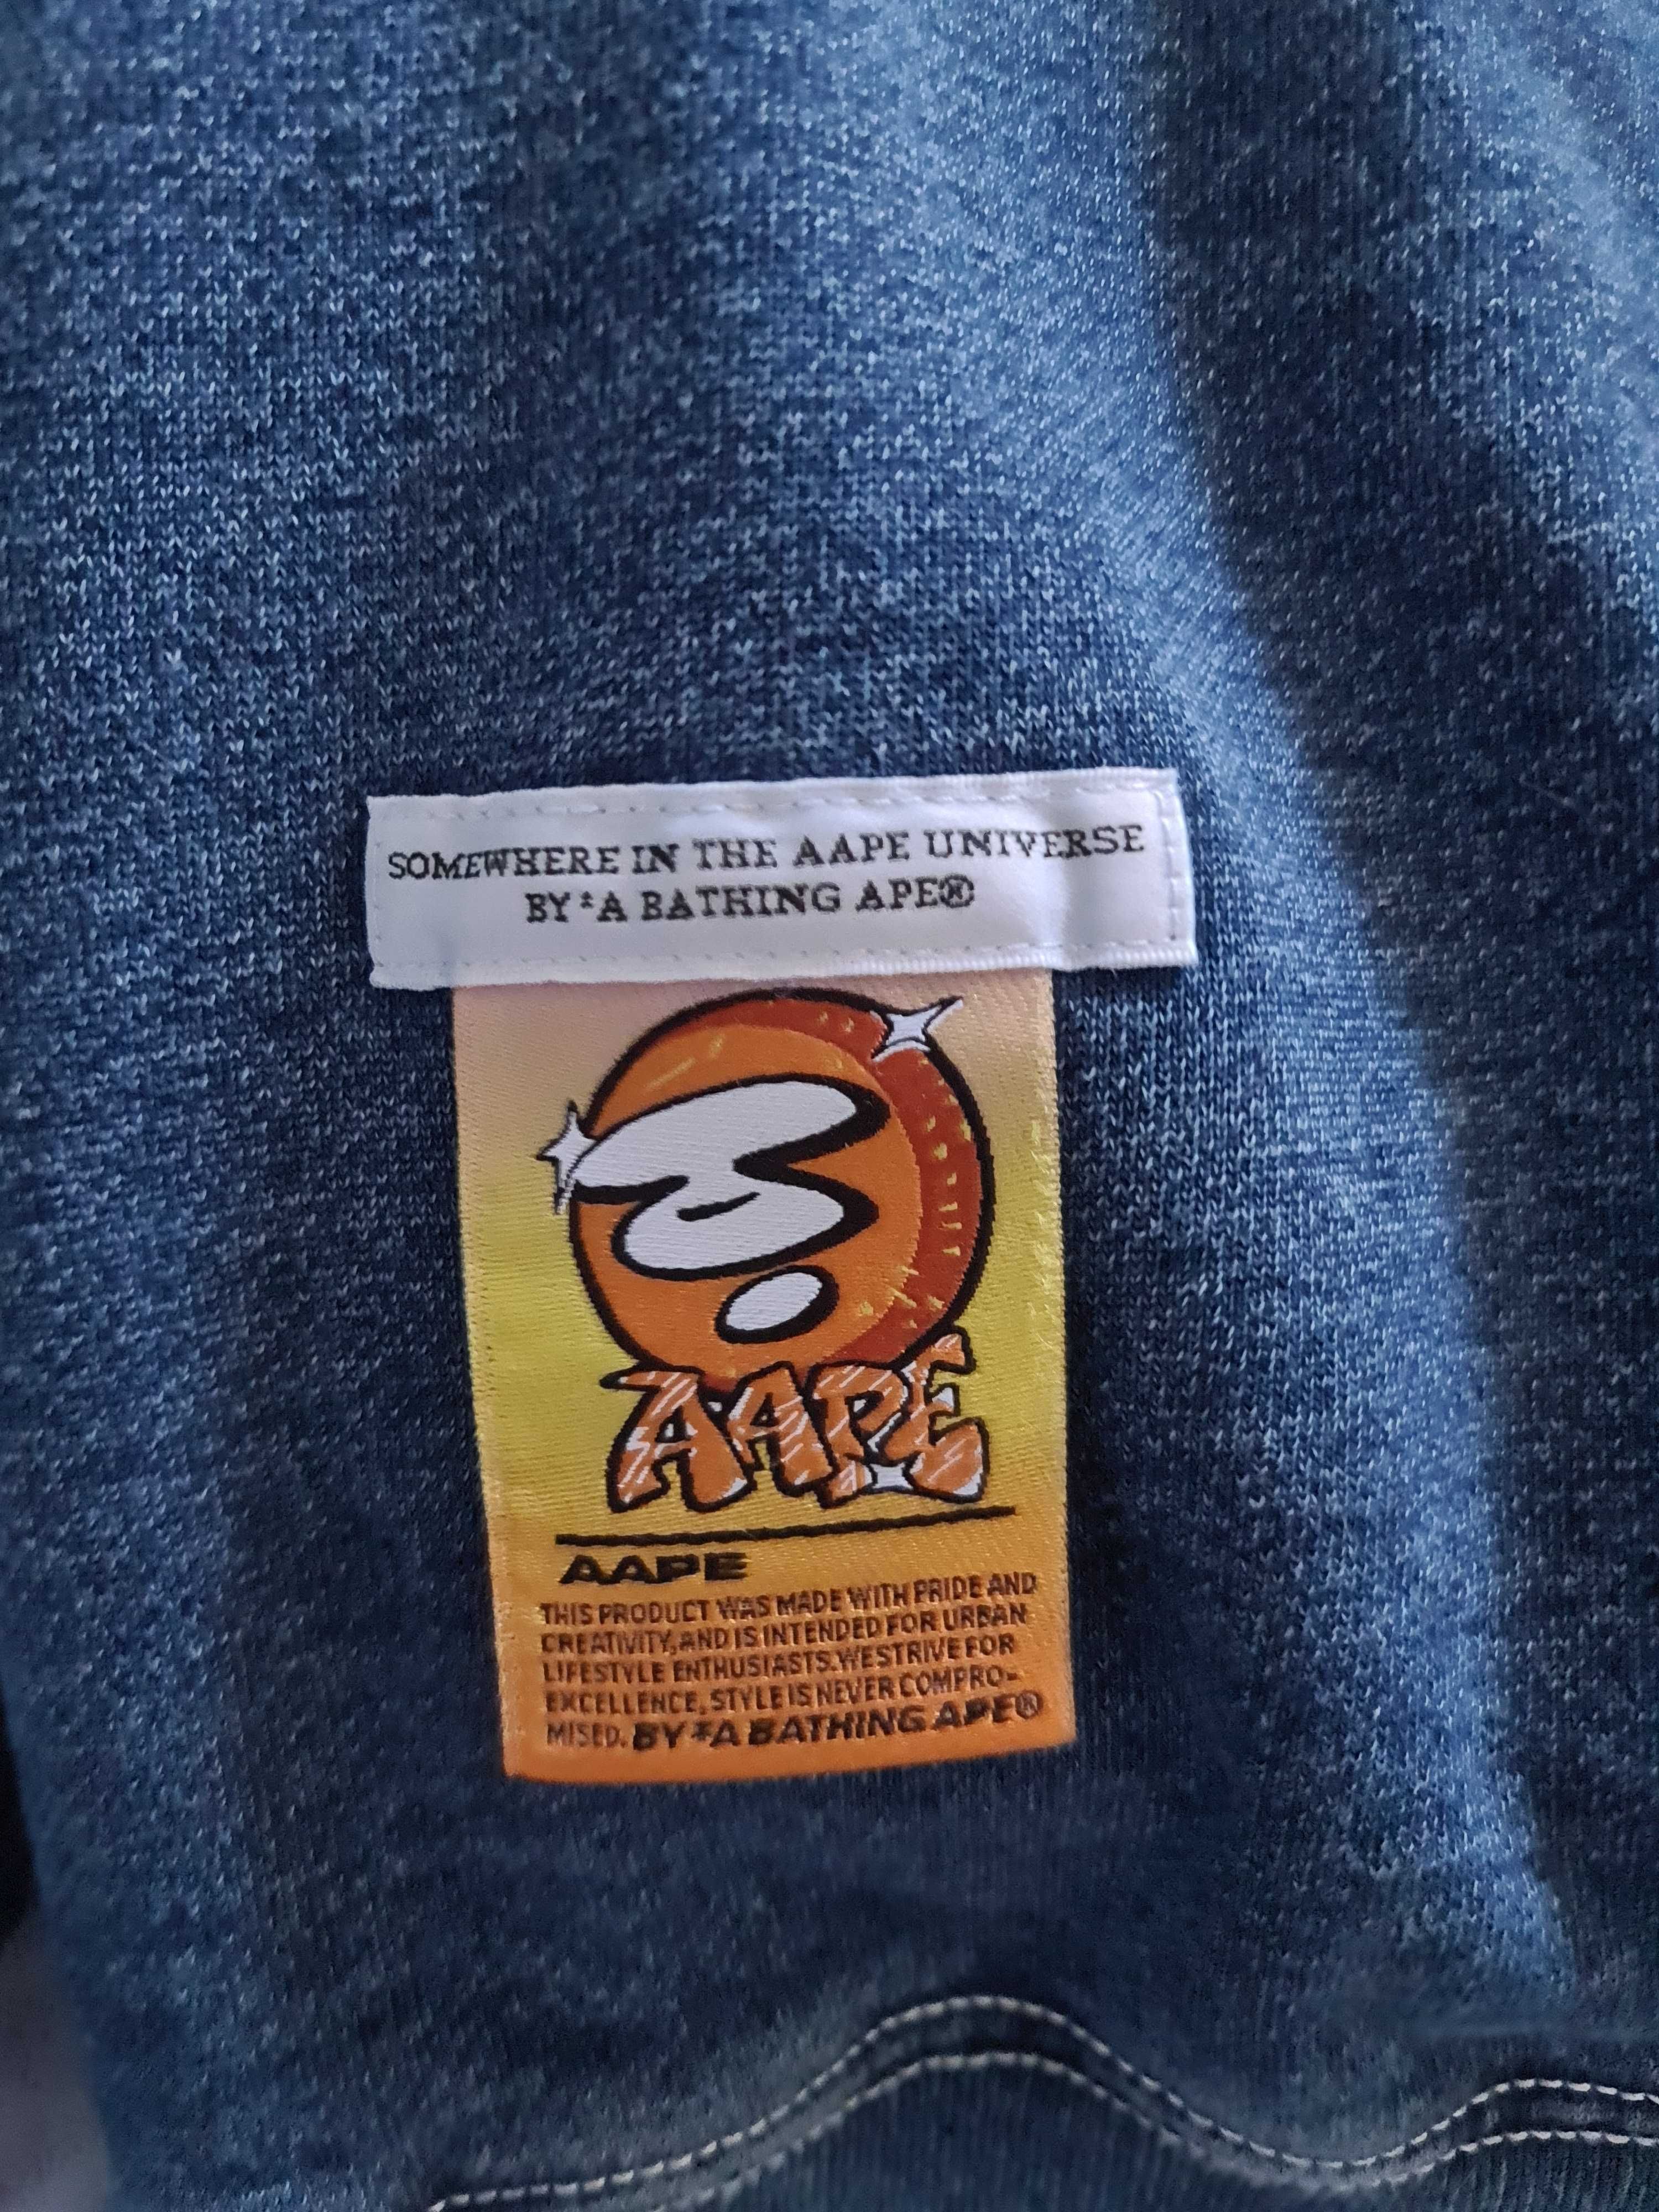 SOMEWHERE IN THE AAPE UNIVERSE
BY *A BATHING APE®
AAPE
AAPE
THIS PRODUCT WAS MADE WITH PRIDE AND
CREATIVITY, AND IS INTENDED FOR URBAN
LIFESTYLE ENTHUSIASTS. WE STRIVE FOR
EXCELLENCE, STYLE IS NEVER COMPRO-
MISED. BY *A BATHING APE®